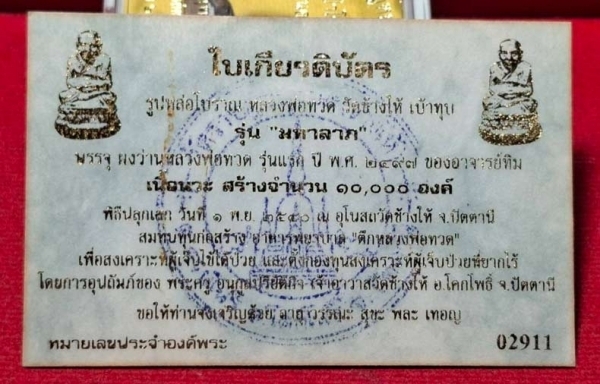 ใบเกียรติบัตร
รูปหล่อโบราณ หลวงพ่อทวด วัดช้างให้ เบ้าทุบ
รุ่น "มหาลาภ"
บรรจุ ผงว่านหลวงพ่อทวด รุ่นแรก ปี พ.ศ. ๒๔๙๗ ของอาจารย์ทิม
เนื้อนวะ สร้างจำนวน ๑๐,๐๐๐ องค์
พิธีปลุกเสก วันที่ ๑ พ.ย. ๒๕๔๐ ณ อุโบสถวัดช้างให้ จ.ปัตตานี
สมทบทุนก่อสร้าง อาคารพยาบาล "ตึกหลวงพ่อทวด"
เพื่อสงเคราะห์ผู้เจ็บไข้ได้ป่วย และตั้งกองทุนสงเคราะห์ผู้เจ็บป่วยที่ยากไร้
โดยการอุปถัมภ์ของ พระครู อนุกูลปริยัติกิจ เจ้าอาวาสวัดช้างให้ อ.โคกโพธิ์ จ.ปัตตานี
ขอให้ท่านจงเจริญด้วย อายุ วรรณะ สุขะ พละ เทอญ
หมายเลขประจำองค์พระ 02911